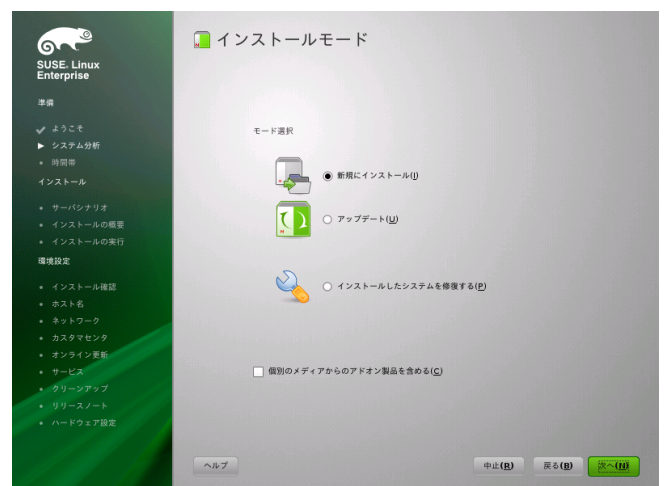 SUSE. Linux
Enterprise
準備
ようこそ
システム分析
時間帯
インストール
サーバシナリオ
インストールの概要
インストールの実行
環境設定
インストール確認
ホスト名
ネットワーク
カスタマセンタ
オンライン更新
サービス
クリーンアップ
リリースノート
ハードウェア設定
インストールモード
モード選択
新規にインストール(I)
アップデート(U)
インストールしたシステムを修復する(P)
個別のメディアからのアドオン製品を含める(C)
ヘルプ
中止(R)
戻る(B)
次へ(N)